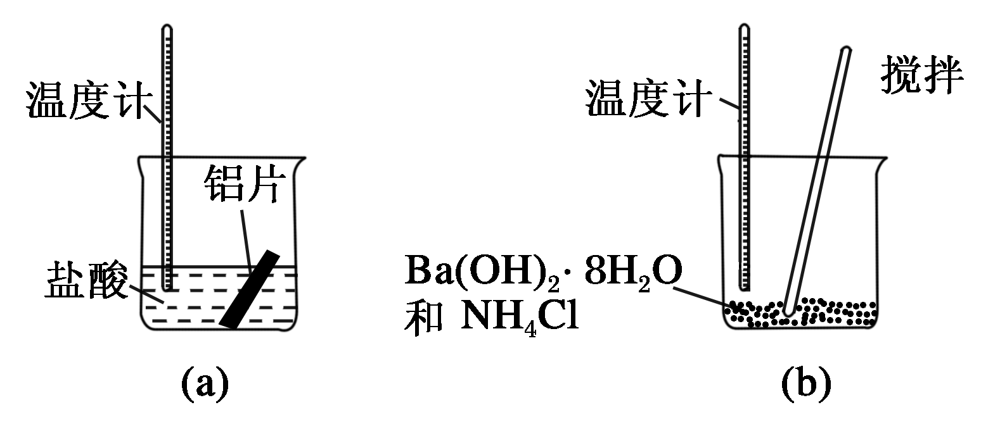 温度计
铝片
盐酸
(a)
温度计
搅拌
Ba(OH)₂· 8H₂O
和 NH₄Cl
(b)